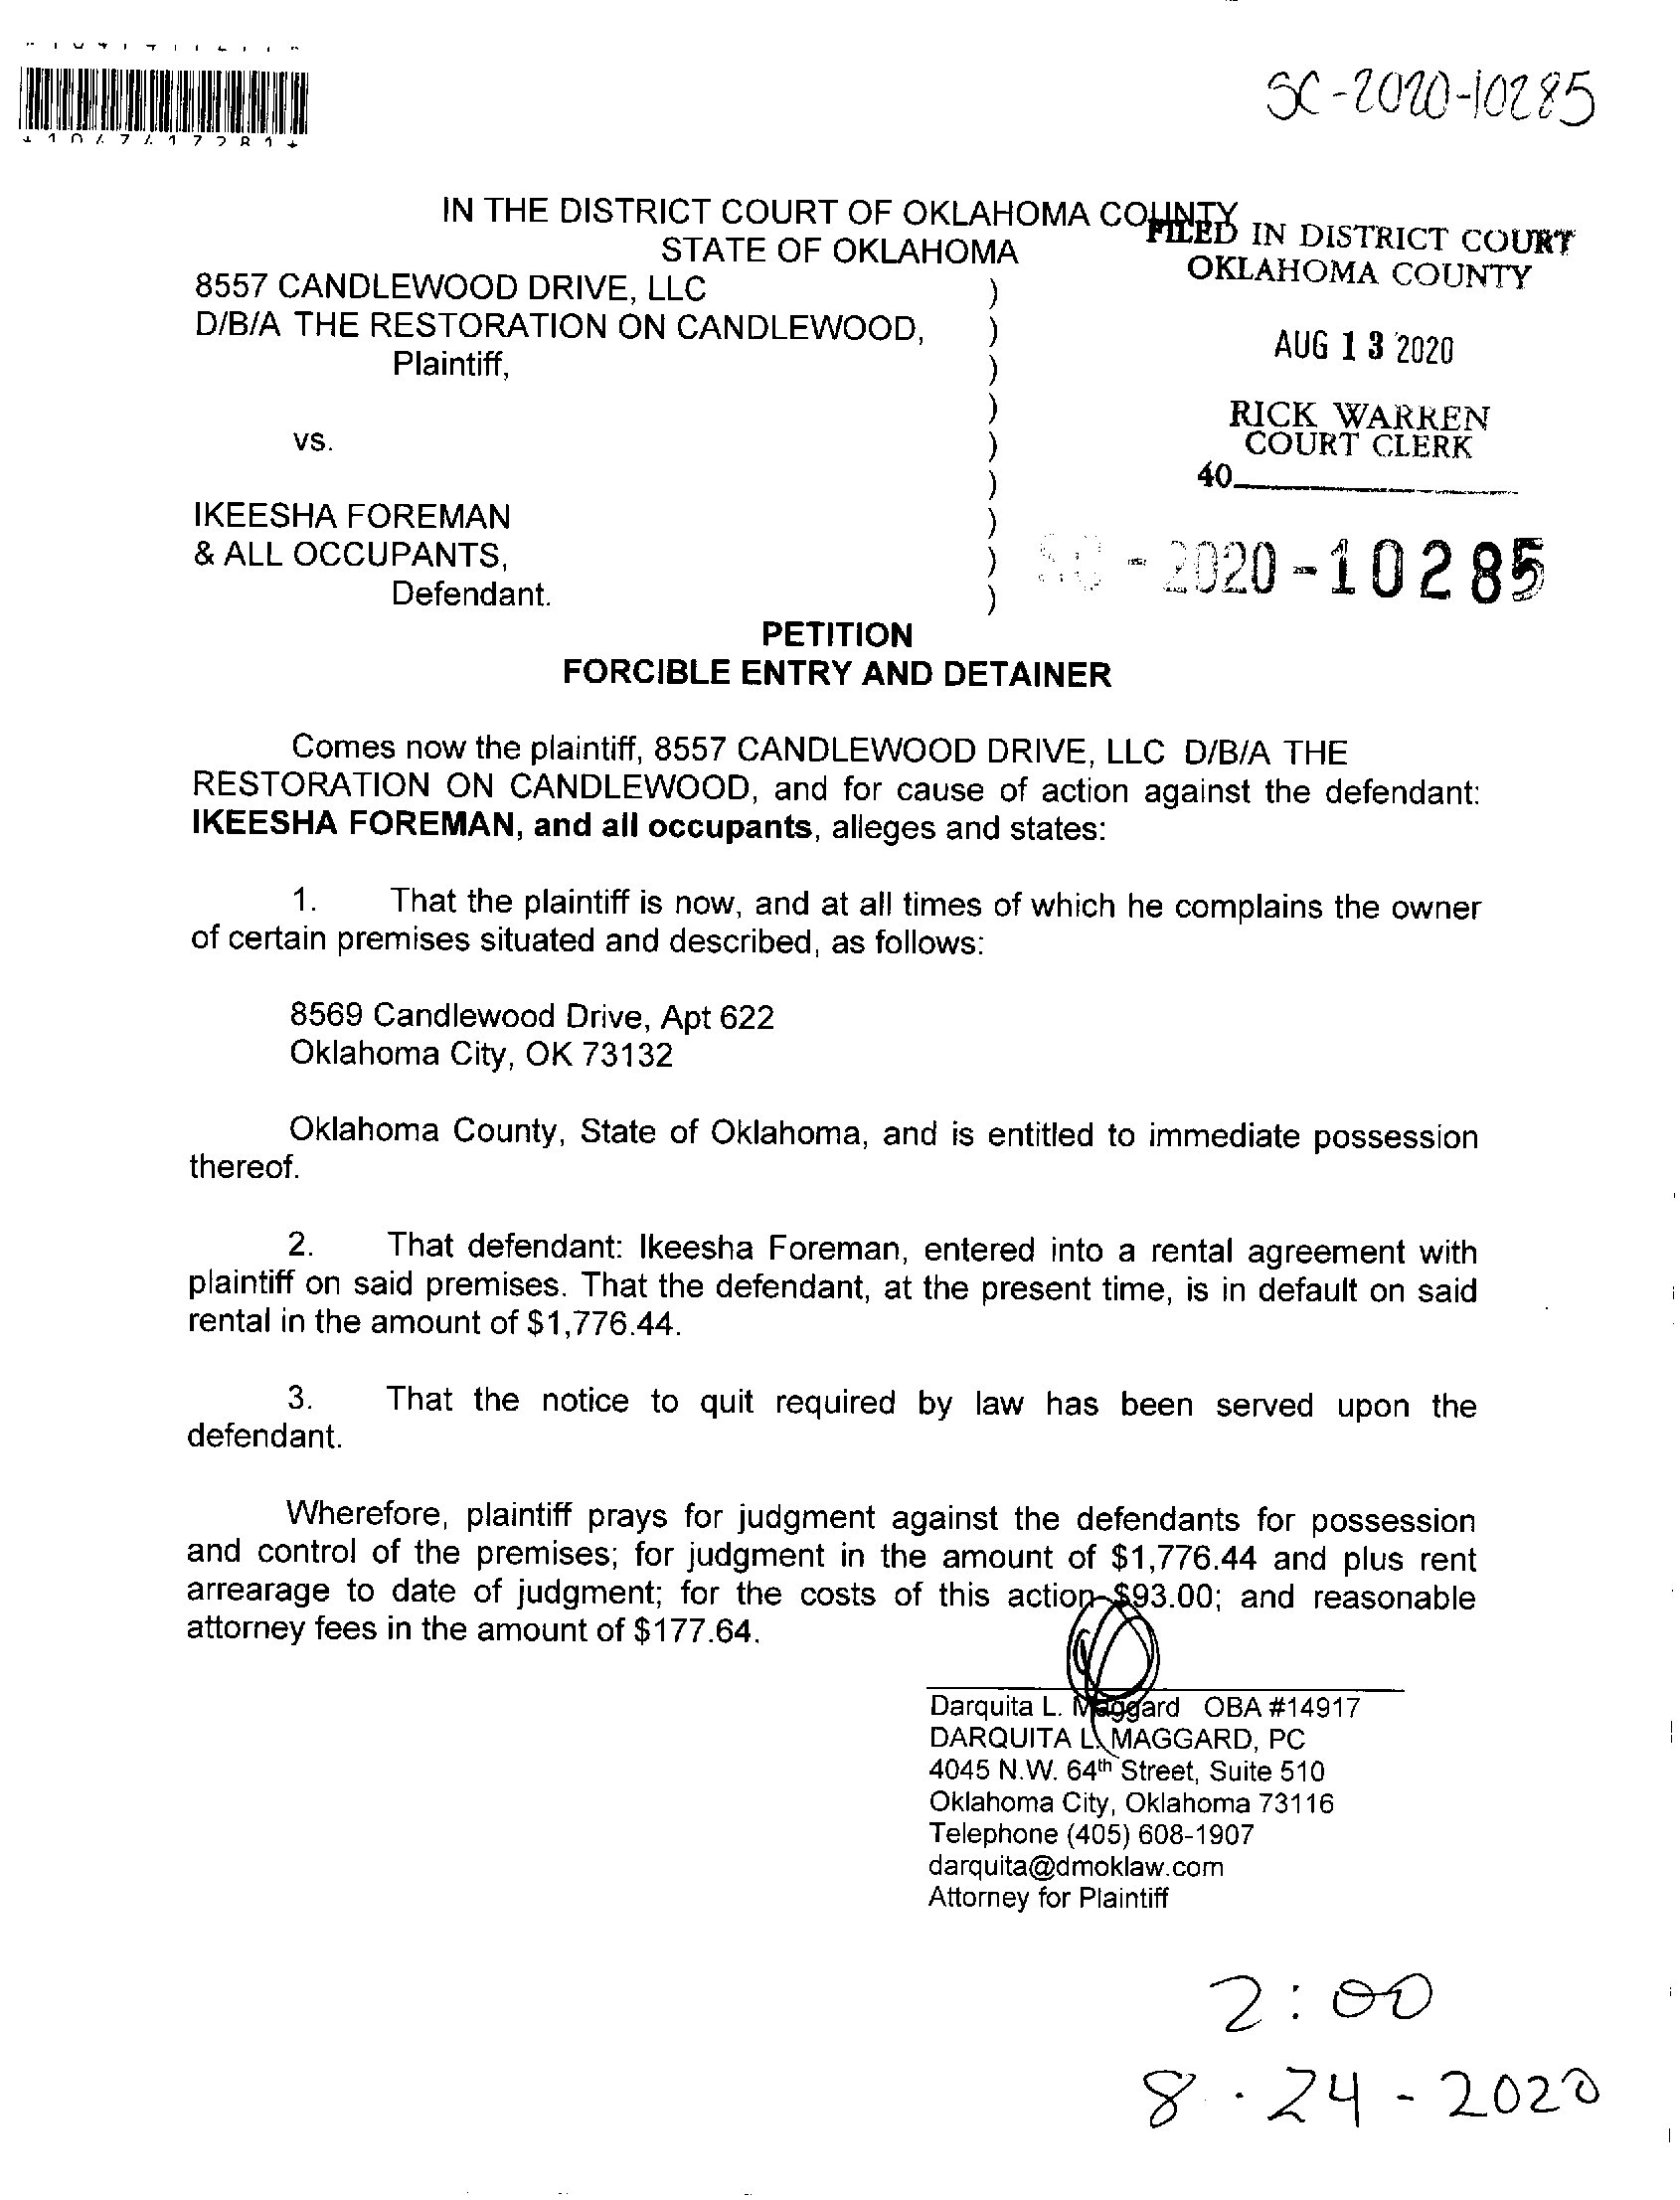 SC-2020-10285
*1047417281*
IN THE DISTRICT COURT OF OKLAHOMA COUNTY
STATE OF OKLAHOMA
FILED IN DISTRICT COURT
OKLAHOMA COUNTY
AUG 13 2020
RICK WARREN
COURT CLERK
40
8557 CANDLEWOOD DRIVE, LLC )
D/B/A THE RESTORATION ON CANDLEWOOD, )
Plaintiff, )
)
vs. )
)
IKEESHA FOREMAN )
& ALL OCCUPANTS, )
Defendant. )
SC-2020-10285
PETITION
FORCIBLE ENTRY AND DETAINER
Comes now the plaintiff, 8557 CANDLEWOOD DRIVE, LLC D/B/A THE
RESTORATION ON CANDLEWOOD, and for cause of action against the defendant:
IKEESHA FOREMAN, and all occupants, alleges and states:
1. That the plaintiff is now, and at all times of which he complains the owner
of certain premises situated and described, as follows:
8569 Candlewood Drive, Apt 622
Oklahoma City, OK 73132
Oklahoma County, State of Oklahoma, and is entitled to immediate possession
thereof.
2. That defendant: Ikeesha Foreman, entered into a rental agreement with
plaintiff on said premises. That the defendant, at the present time, is in default on said
rental in the amount of $1,776.44.
3. That the notice to quit required by law has been served upon the
defendant.
Wherefore, plaintiff prays for judgment against the defendants for possession
and control of the premises; for judgment in the amount of $1,776.44 and plus rent
arrearage to date of judgment; for the costs of this action $93.00; and reasonable
attorney fees in the amount of $177.64.
Darquita L. Maggard OBA #14917
DARQUITA L. MAGGARD, PC
4045 N.W. 64th Street, Suite 510
Oklahoma City, Oklahoma 73116
Telephone (405) 608-1907
darquita@dmoklaw.com
Attorney for Plaintiff
2:00
8-24-2020